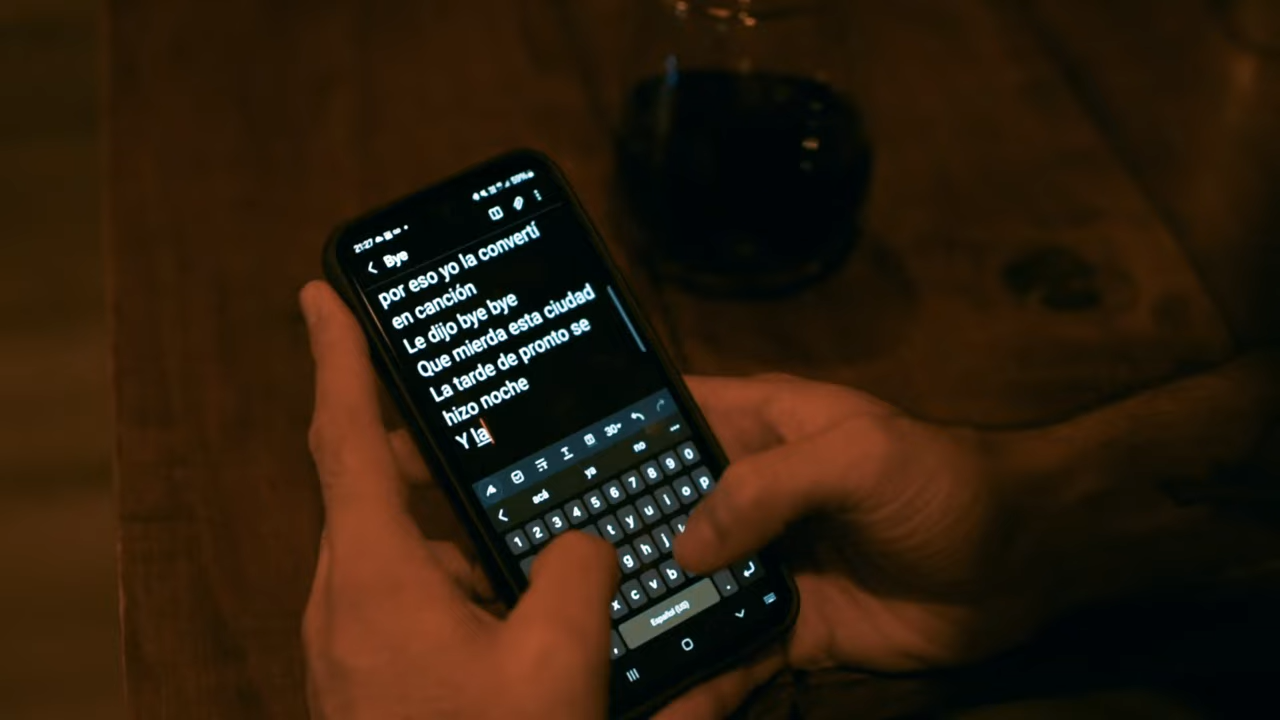 21:27
Bye
por eso yo la convertí
en canción
Le dijo bye bye
Que mierda esta ciudad
La tarde de pronto se
hizo noche
Y la
30+
acá ya no
1 2 3 4 5 6 7 8 9 0
t y u i o p
g h j
x c v b
, Español (US) .